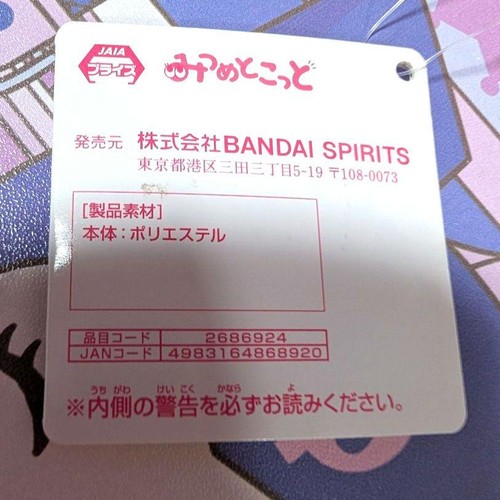 JAIA
プライズ
みつめとこっと
発売元 株式会社BANDAI SPIRITS
東京都港区三田三丁目5-19 〒108-0073
[製品素材]
本体:ポリエステル
品目コード 2686924
JANコード 4983164868920
うちがわ けいこく かなら よ
※内側の警告を必ずお読みください。